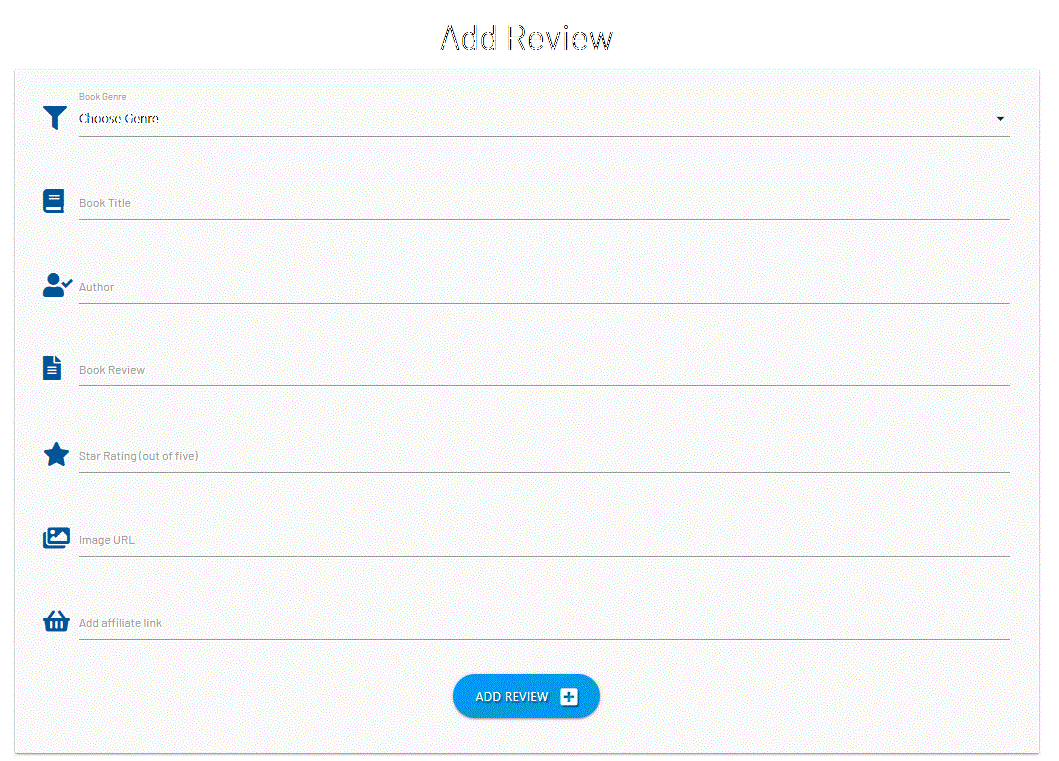 Add Review
Book Genre
Choose Genre
Book Title
Author
Book Review
Star Rating (out of five)
Image URL
Add affiliate link
ADD REVIEW